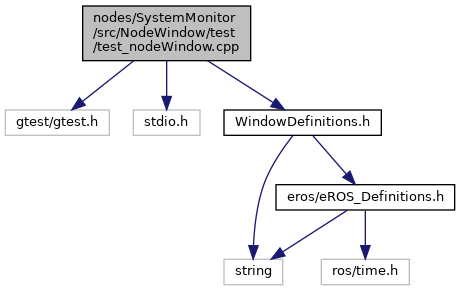 nodes/SystemMonitor
/src/NodeWindow/test
/test_nodeWindow.cpp
gtest/gtest.h
stdio.h
WindowDefinitions.h
eros/eROS_Definitions.h
string
ros/time.h